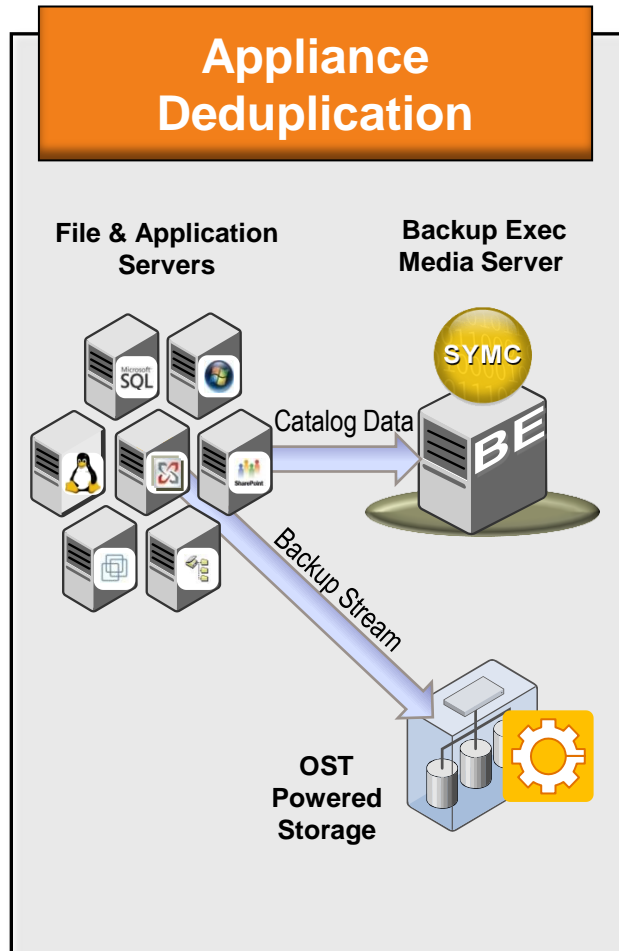 Appliance
Deduplication
File & Application
Servers
Backup Exec
Media Server
SYMC
Microsoft
SQL
BE
Catalog Data
SharePoint
Backup Stream
OST
Powered
Storage